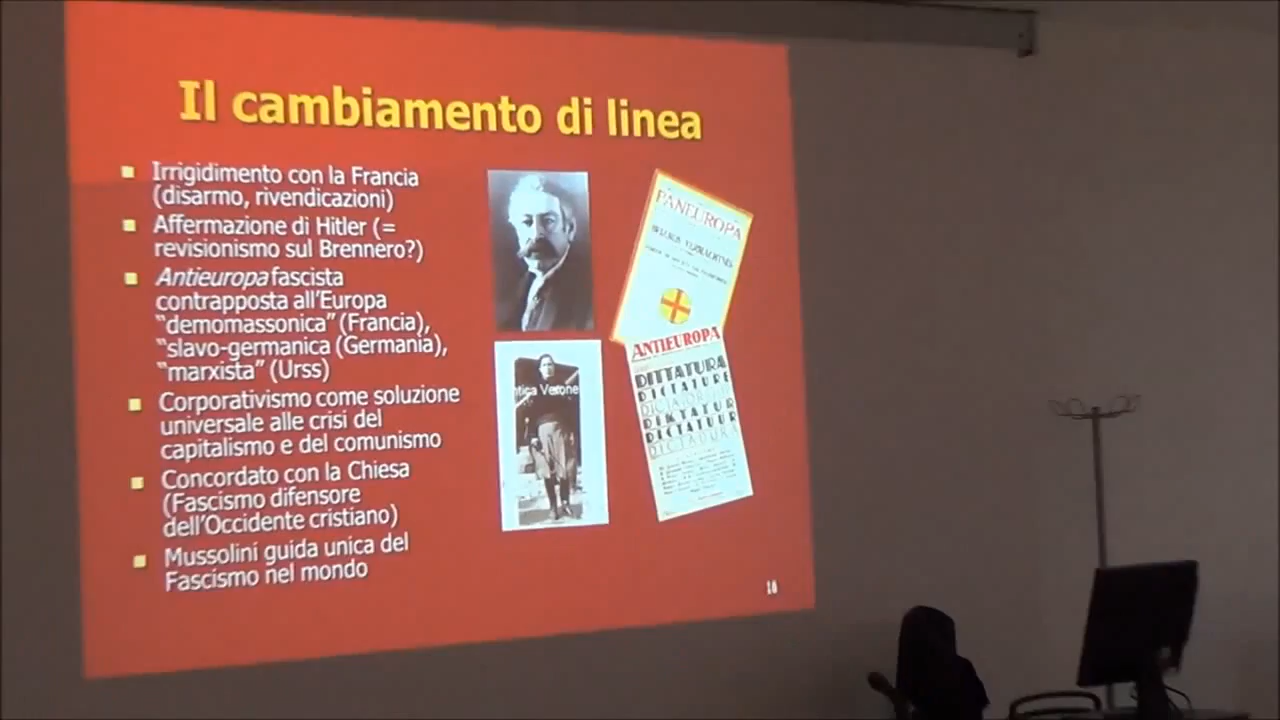 Il cambiamento di linea
Irrigidimento con la Francia
(disarmo, rivendicazioni)
Affermazione di Hitler (=
revisionismo sul Brennero?)
Antieuropa fascista
contrapposta all'Europa
"demomassonica" (Francia),
"slavo-germanica (Germania),
"marxista" (Urss)
Corporativismo come soluzione
universale alle crisi del
capitalismo e del comunismo
Concordato con la Chiesa
(Fascismo difensore
dell'Occidente cristiano)
Mussolini guida unica del
Fascismo nel mondo
PANEUROPA
ANTIEUROPA
DITTATURA
DICTATURE
DIKTATUR
DICTATUUR
DICTADURA